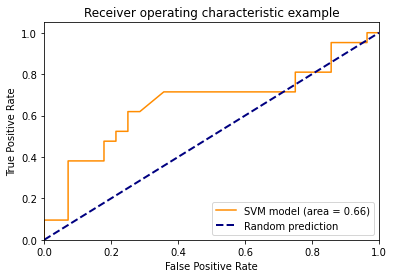 Receiver operating characteristic example
True Positive Rate
1.0
0.8
0.6
0.4
0.2
0.0
SVM model (area = 0.66)
Random prediction
0.0 0.2 0.4 0.6 0.8 1.0
False Positive Rate